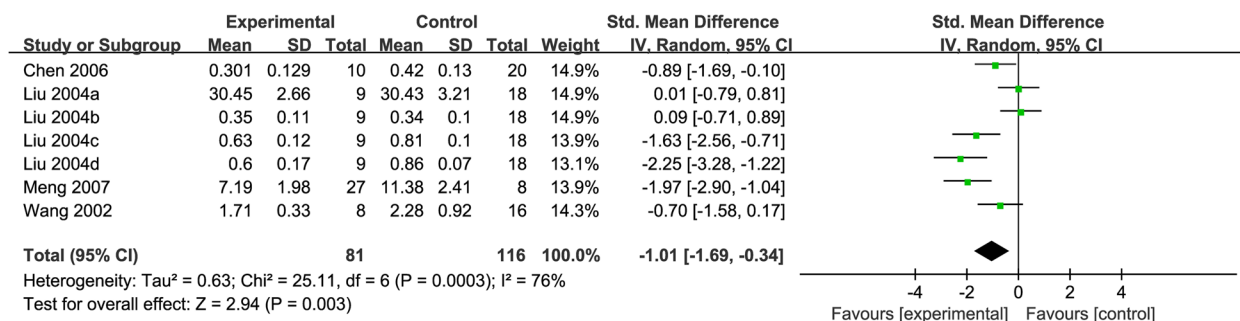 Experimental Control Std. Mean Difference Std. Mean Difference
Study or Subgroup Mean SD Total Mean SD Total Weight IV, Random, 95% CI IV, Random, 95% CI
Chen 2006 0.301 0.129 10 0.42 0.13 20 14.9% -0.89 [-1.69, -0.10]
Liu 2004a 30.45 2.66 9 30.43 3.21 18 14.9% 0.01 [-0.79, 0.81]
Liu 2004b 0.35 0.11 9 0.34 0.1 18 14.9% 0.09 [-0.71, 0.89]
Liu 2004c 0.63 0.12 9 0.81 0.1 18 13.9% -1.63 [-2.56, -0.71]
Liu 2004d 0.6 0.17 9 0.86 0.07 18 13.1% -2.25 [-3.28, -1.22]
Meng 2007 7.19 1.98 27 11.38 2.41 8 13.9% -1.97 [-2.90, -1.04]
Wang 2002 1.71 0.33 8 2.28 0.92 16 14.3% -0.70 [-1.58, 0.17]
Total (95% CI) 81 116 100.0% -1.01 [-1.69, -0.34]
Heterogeneity: Tau² = 0.63; Chi² = 25.11, df = 6 (P = 0.0003); I² = 76%
Test for overall effect: Z = 2.94 (P = 0.003)
-4 -2 0 2 4
Favours [experimental] Favours [control]